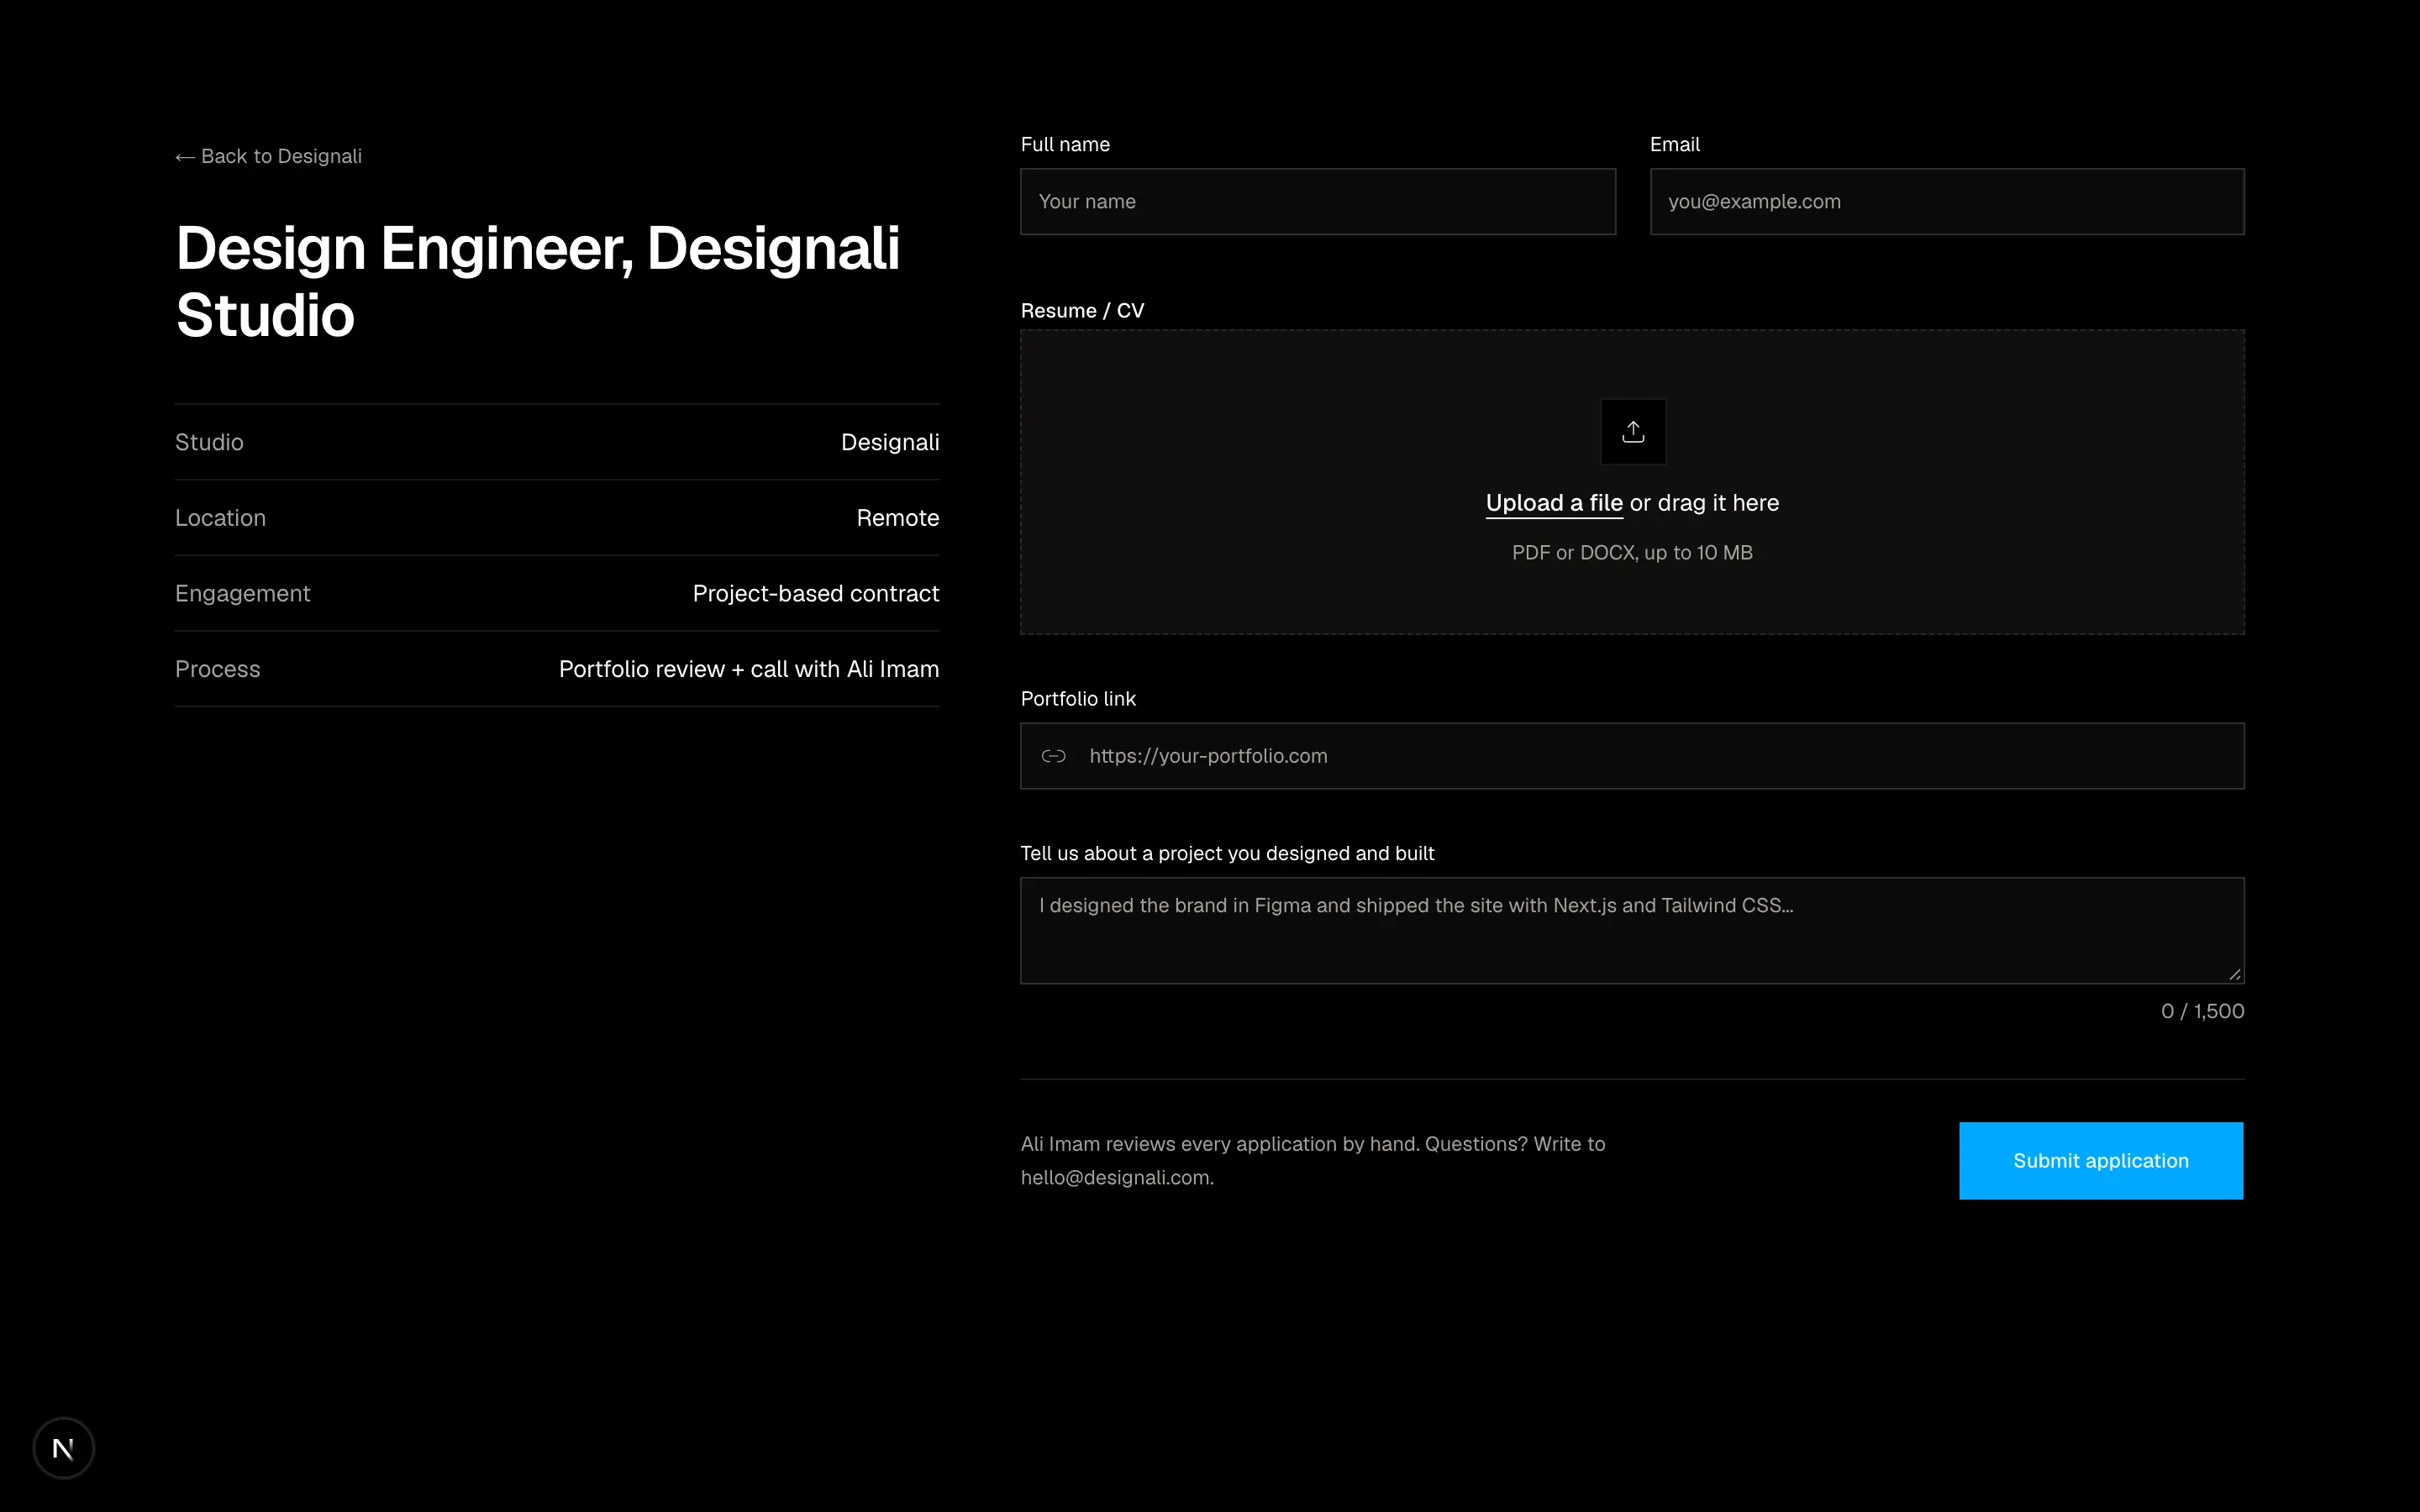 ← Back to Designali
Design Engineer, Designali
Studio
Studio Designali
Location Remote
Engagement Project-based contract
Process Portfolio review + call with Ali Imam
Full name
Your name
Email
you@example.com
Resume / CV
Upload a file or drag it here
PDF or DOCX, up to 10 MB
Portfolio link
https://your-portfolio.com
Tell us about a project you designed and built
I designed the brand in Figma and shipped the site with Next.js and Tailwind CSS...
0 / 1,500
Ali Imam reviews every application by hand. Questions? Write to
hello@designali.com.
Submit application
N